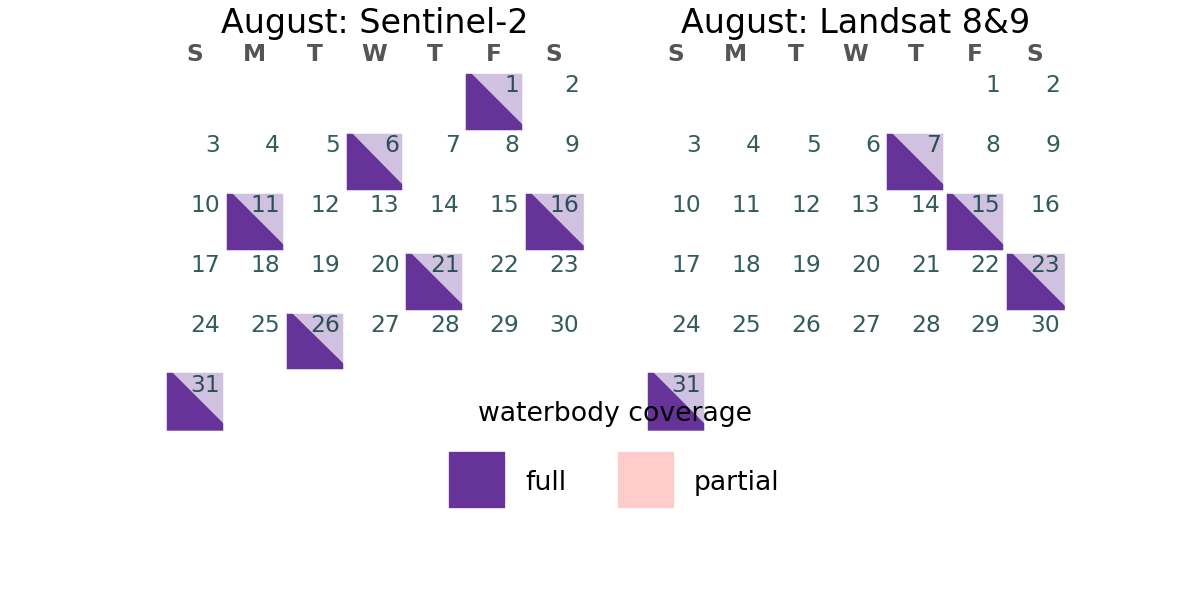 August: Sentinel-2
S M T W T F S
1 2
3 4 5 6 7 8 9
10 11 12 13 14 15 16
17 18 19 20 21 22 23
24 25 26 27 28 29 30
31
August: Landsat 8&9
S M T W T F S
1 2
3 4 5 6 7 8 9
10 11 12 13 14 15 16
17 18 19 20 21 22 23
24 25 26 27 28 29 30
31
waterbody coverage
full partial